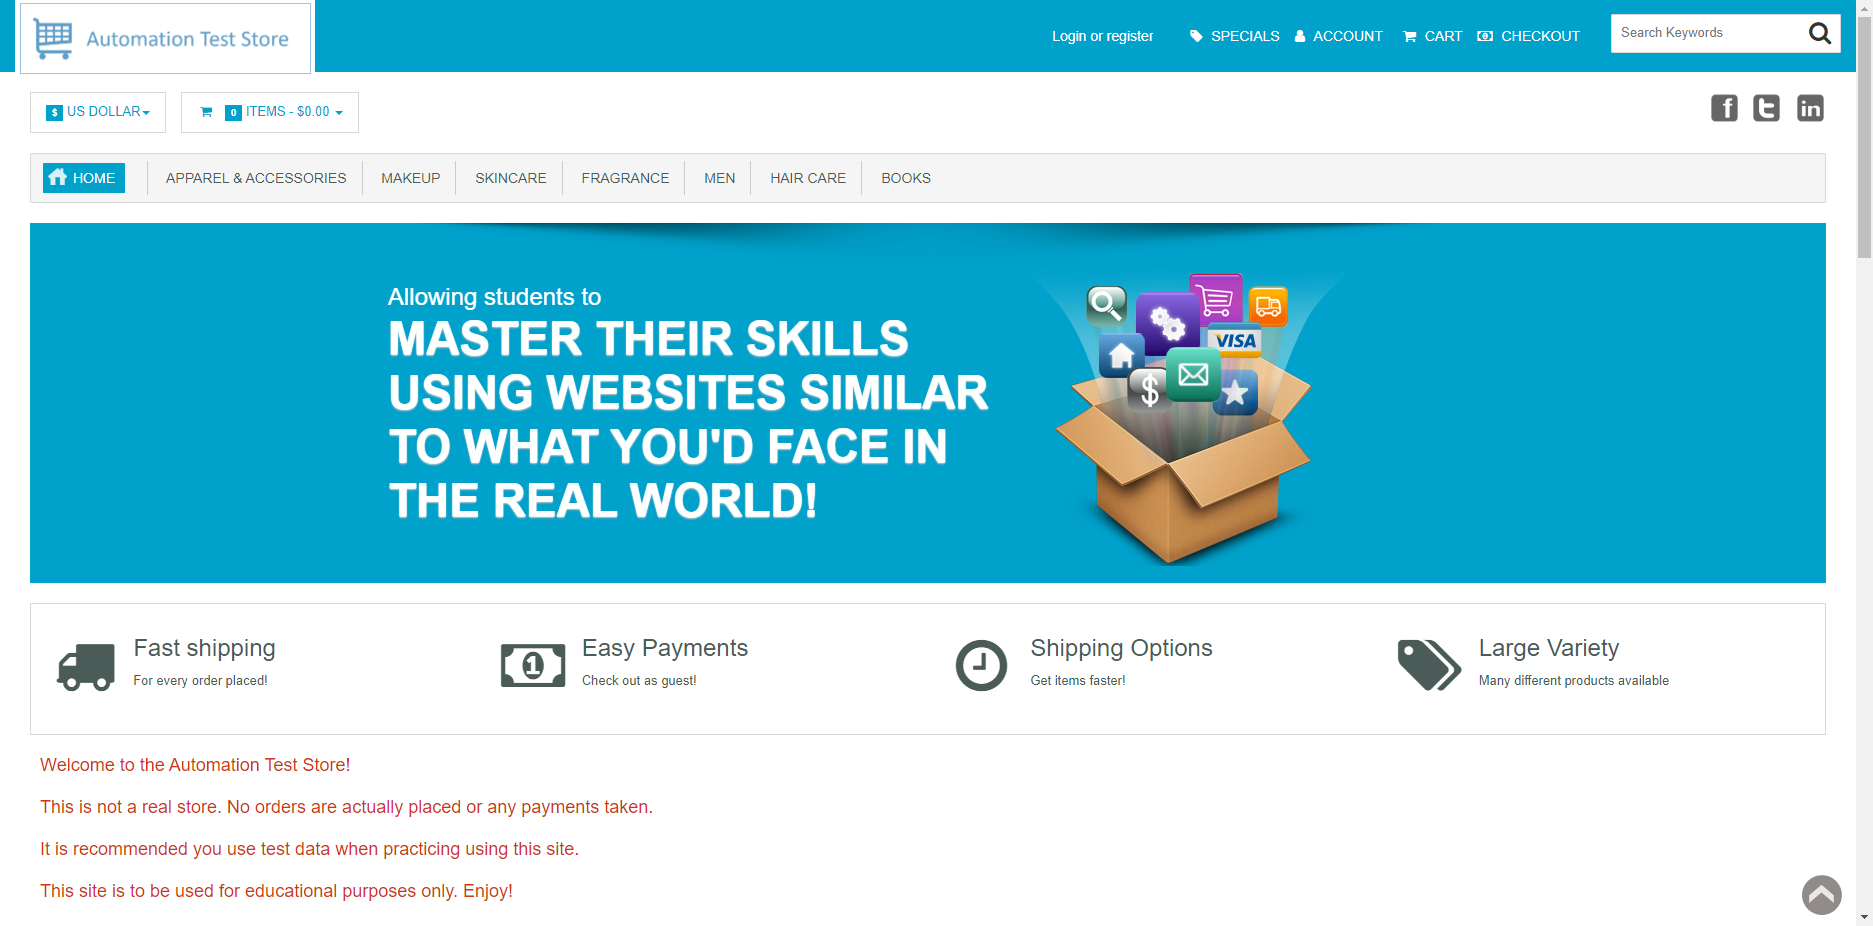 Automation Test Store
Login or register
SPECIALS
ACCOUNT
CART
CHECKOUT
Search Keywords
$ US DOLLAR
0 ITEMS - $0.00
f
t
in
HOME
APPAREL & ACCESSORIES
MAKEUP
SKINCARE
FRAGRANCE
MEN
HAIR CARE
BOOKS
Allowing students to
MASTER THEIR SKILLS
USING WEBSITES SIMILAR
TO WHAT YOU'D FACE IN
THE REAL WORLD!
VISA
$
Fast shipping
For every order placed!
1
Easy Payments
Check out as guest!
Shipping Options
Get items faster!
Large Variety
Many different products available
Welcome to the Automation Test Store!
This is not a real store. No orders are actually placed or any payments taken.
It is recommended you use test data when practicing using this site.
This site is to be used for educational purposes only. Enjoy!